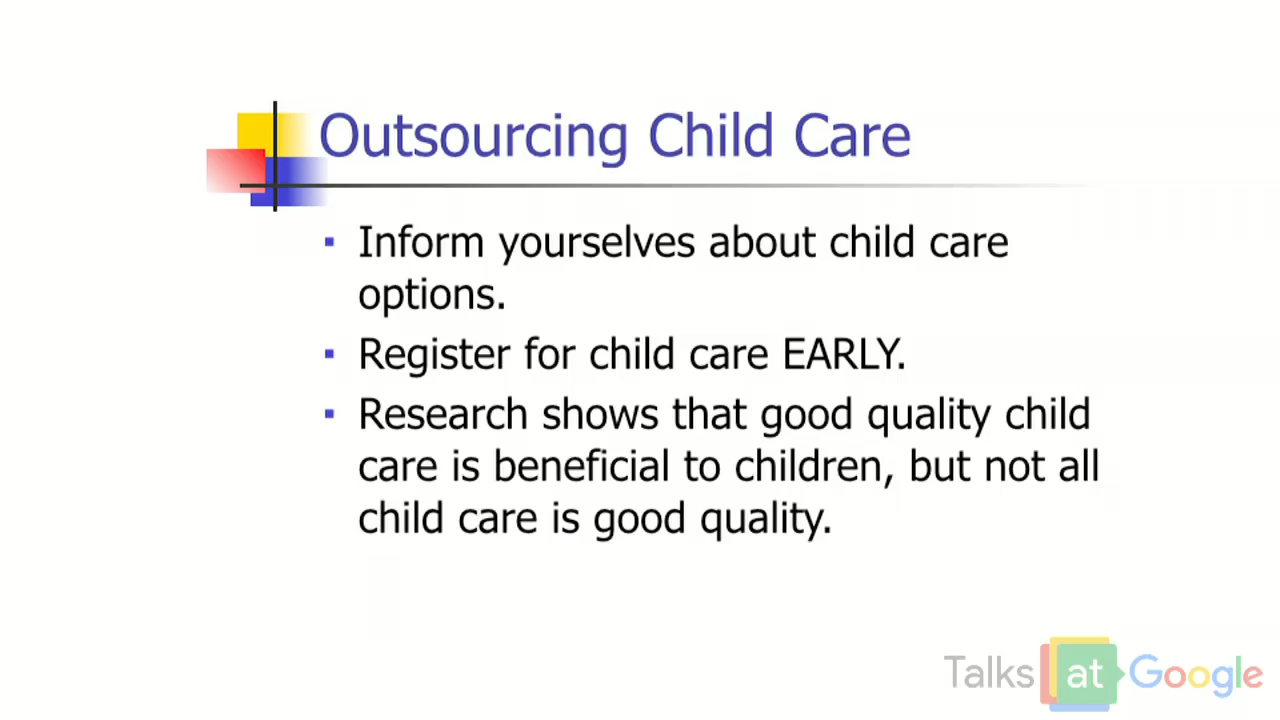 Outsourcing Child Care
▪ Inform yourselves about child care
options.
▪ Register for child care EARLY.
▪ Research shows that good quality child
care is beneficial to children, but not all
child care is good quality.
Talks at Google